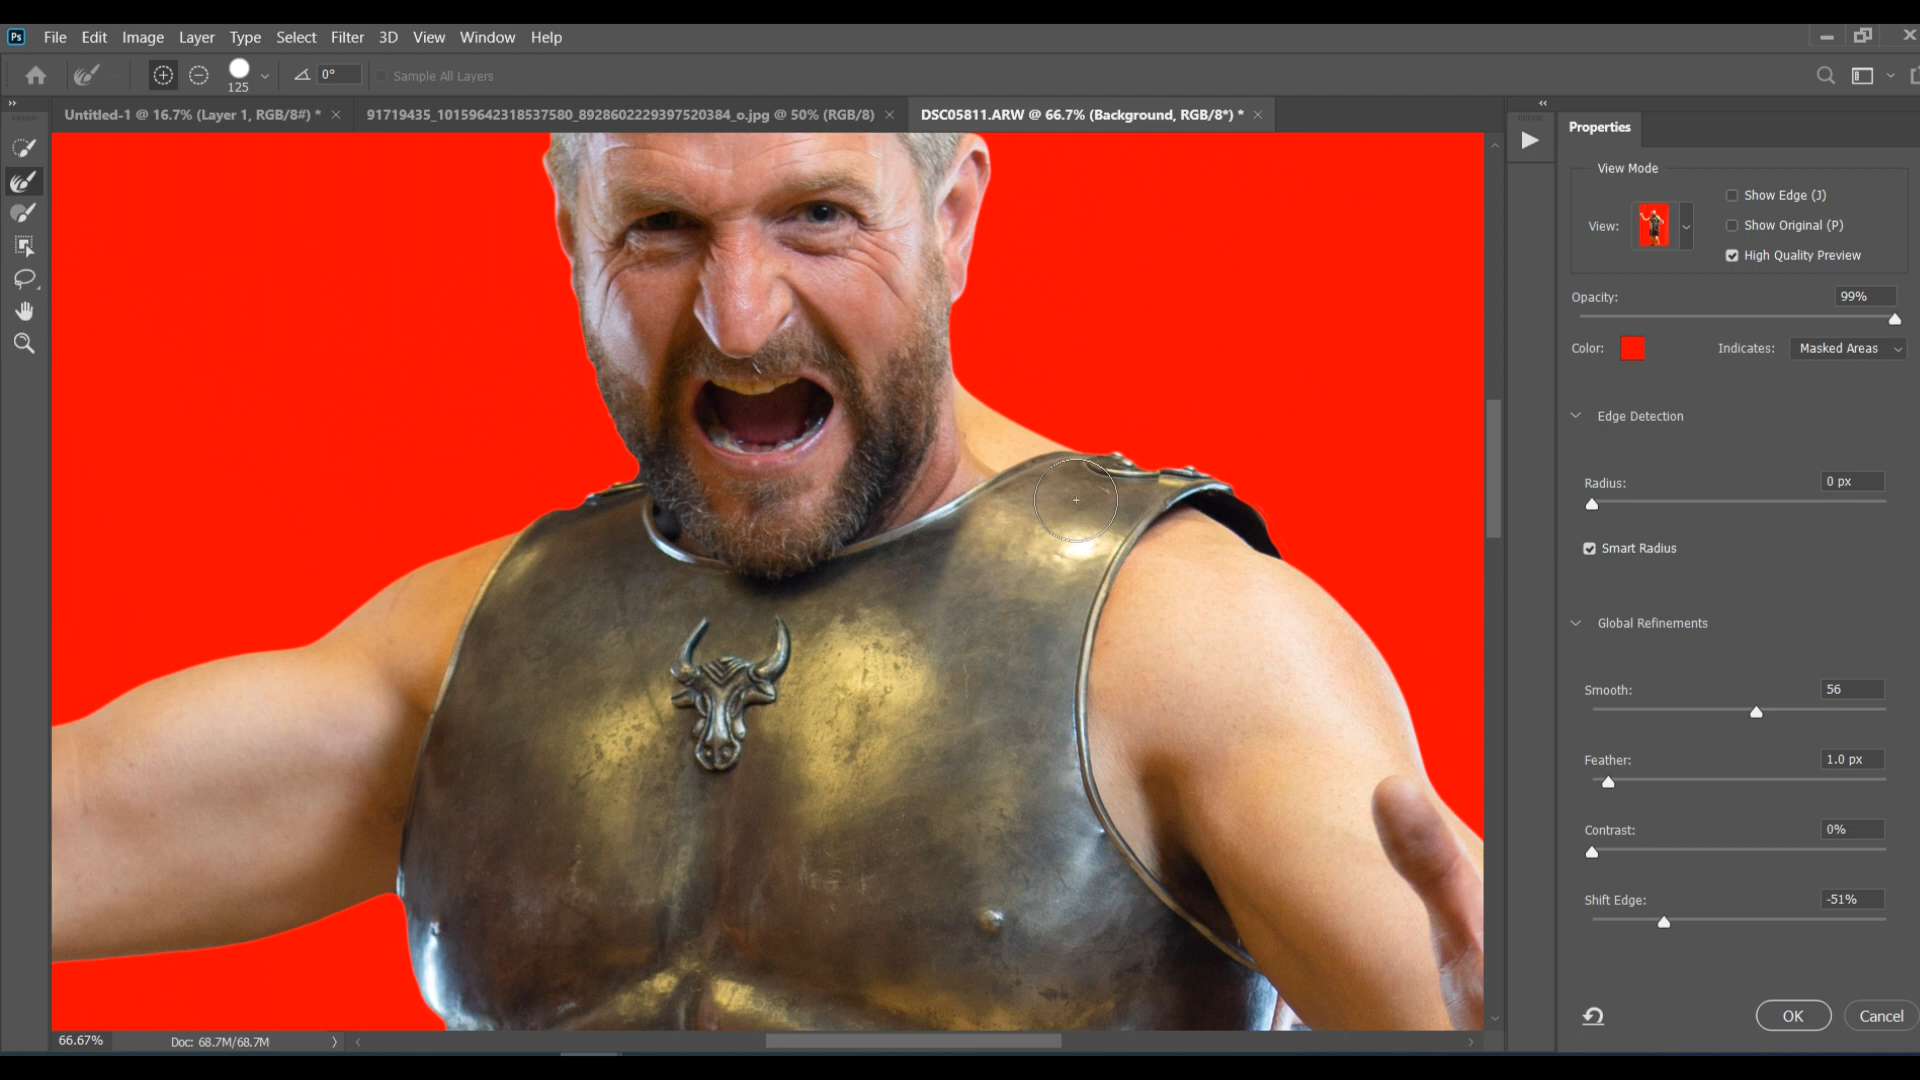 Ps File Edit Image Layer Type Select Filter 3D View Window Help
125 0° Sample All Layers
Untitled-1 @ 16.7% (Layer 1, RGB/8#) * × 91719435_10159642318537580_8928602229397520384_o.jpg @ 50% (RGB/8) × DSC05811.ARW @ 66.7% (Background, RGB/8*) * ×
Properties
View Mode
Show Edge (J)
View: Show Original (P)
High Quality Preview
Opacity: 99%
Color: Indicates: Masked Areas
Edge Detection
Radius: 0 px
Smart Radius
Global Refinements
Smooth: 56
Feather: 1.0 px
Contrast: 0%
Shift Edge: -51%
OK Cancel
66.67% Doc: 68.7M/68.7M